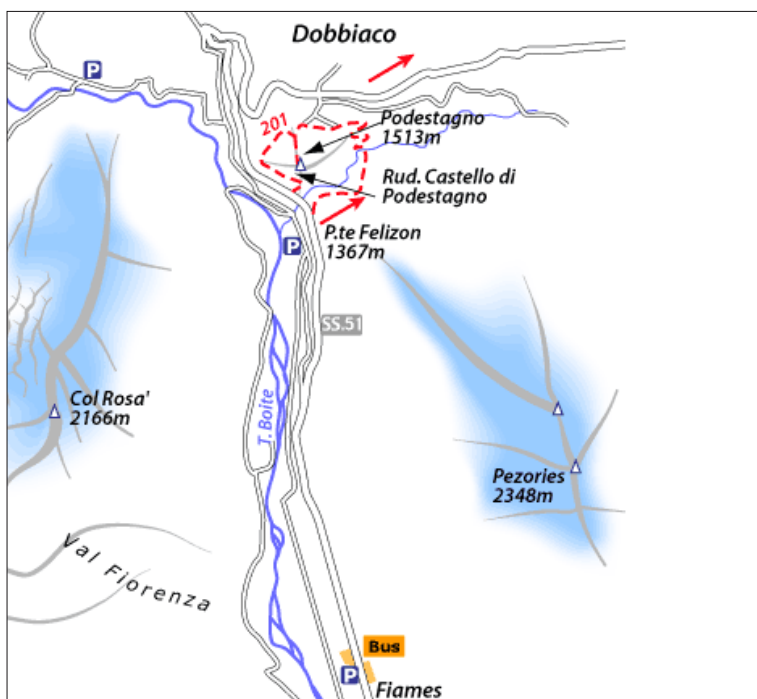 Dobbiaco
P
201
Podestagno
1513m
Rud. Castello di
Podestagno
P.te Felizon
1367m
P
SS.51
Col Rosa'
2166m
T. Boite
Pezories
2348m
Val Fiorenza
Bus
P
Fiames